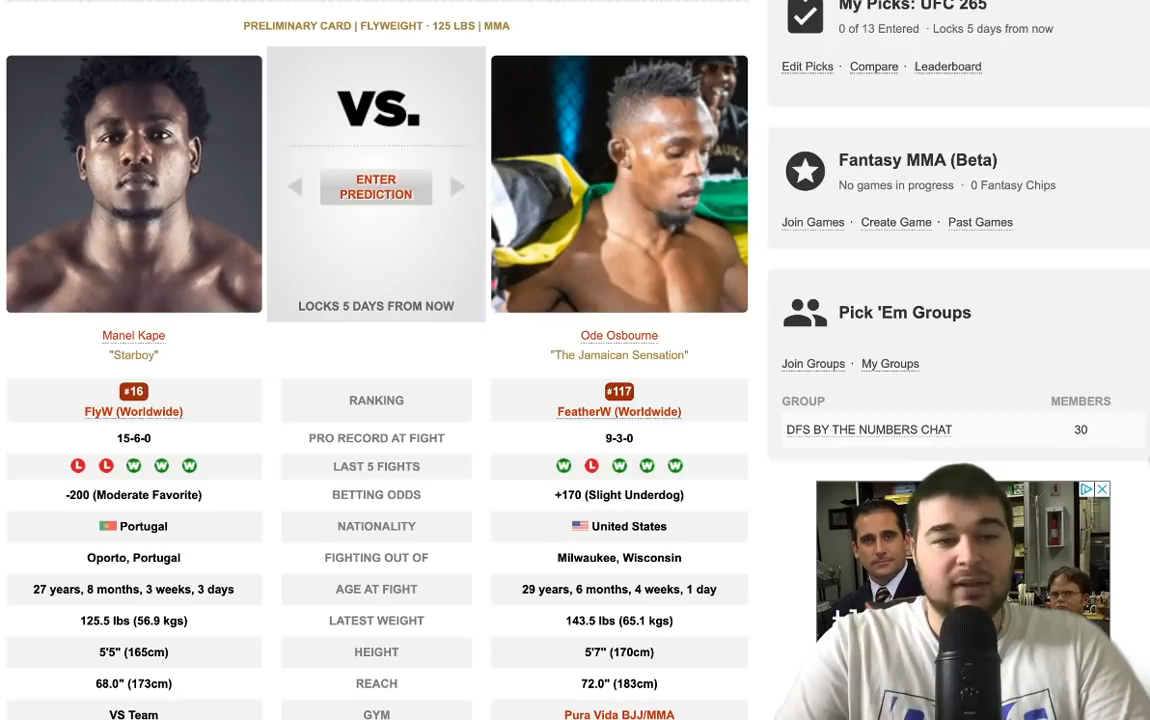 PRELIMINARY CARD | FLYWEIGHT · 125 LBS | MMA
VS.
ENTER
PREDICTION
LOCKS 5 DAYS FROM NOW
Manel Kape
"Starboy"
Ode Osbourne
"The Jamaican Sensation"
#16
FlyW (Worldwide)
RANKING
#117
FeatherW (Worldwide)
15-6-0
PRO RECORD AT FIGHT
9-3-0
L L W W W
LAST 5 FIGHTS
W L W W W
-200 (Moderate Favorite)
BETTING ODDS
+170 (Slight Underdog)
Portugal
NATIONALITY
United States
Oporto, Portugal
FIGHTING OUT OF
Milwaukee, Wisconsin
27 years, 8 months, 3 weeks, 3 days
AGE AT FIGHT
29 years, 6 months, 4 weeks, 1 day
125.5 lbs (56.9 kgs)
LATEST WEIGHT
143.5 lbs (65.1 kgs)
5'5" (165cm)
HEIGHT
5'7" (170cm)
68.0" (173cm)
REACH
72.0" (183cm)
VS Team
GYM
Pura Vida BJJ/MMA
My Picks: UFC 265
0 of 13 Entered · Locks 5 days from now
Edit Picks · Compare · Leaderboard
Fantasy MMA (Beta)
No games in progress · 0 Fantasy Chips
Join Games · Create Game · Past Games
Pick 'Em Groups
Join Groups · My Groups
GROUP MEMBERS
DFS BY THE NUMBERS CHAT 30